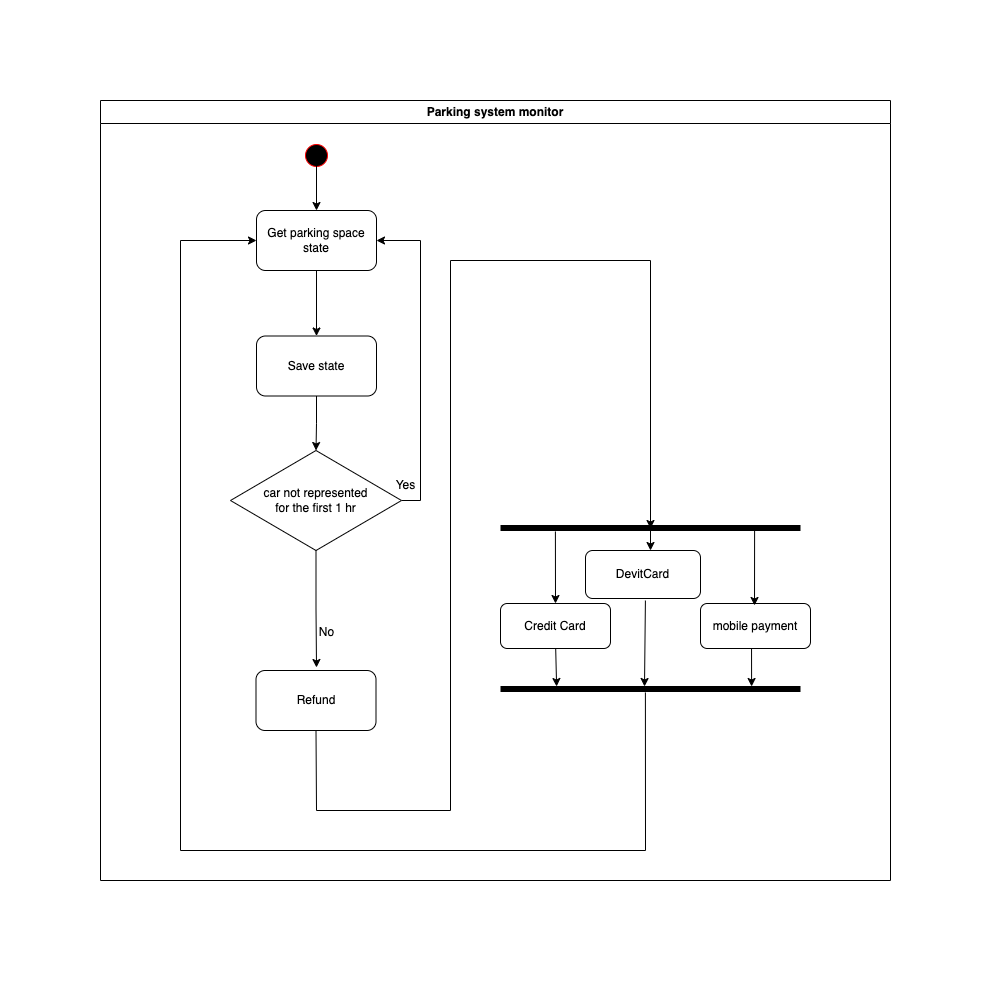 Parking system monitor
Get parking space
state
Save state
car not represented
for the first 1 hr
Yes
No
Refund
DevitCard
Credit Card
mobile payment